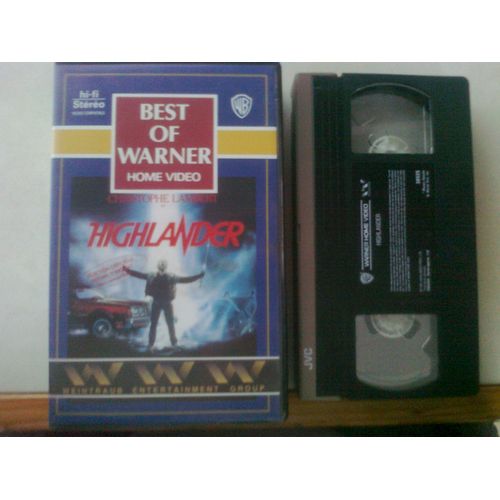 hi-fi
Stéréo
BEST
OF
WARNER
HOME VIDEO
WB
CHRISTOPHE LAMBERT
HIGHLANDER
WEINTRAUB ENTERTAINMENT GROUP
WARNER HOME VIDEO
HIGHLANDER
JVC